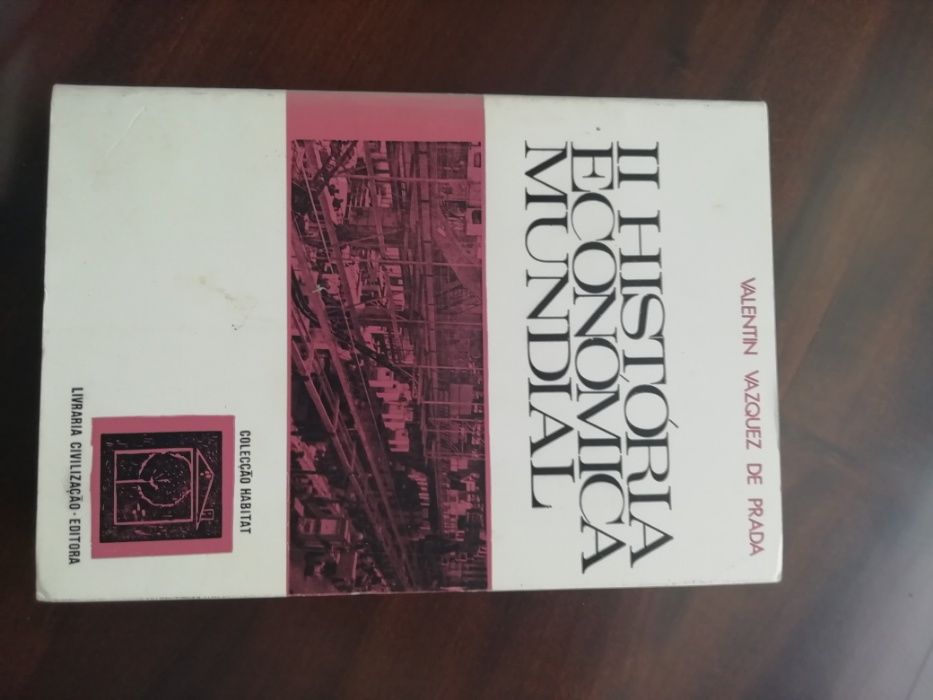 VALENTIN VAZQUEZ DE PRADA
II HISTÓRIA
ECONÓMICA
MUNDIAL
COLECÇÃO HABITAT
LIVRARIA CIVILIZAÇÃO · EDITORA